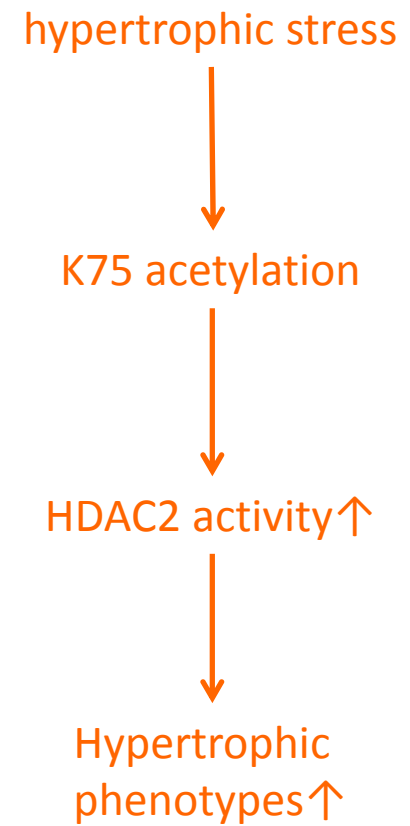 hypertrophic stress
K75 acetylation
HDAC2 activity↑
Hypertrophic
phenotypes↑